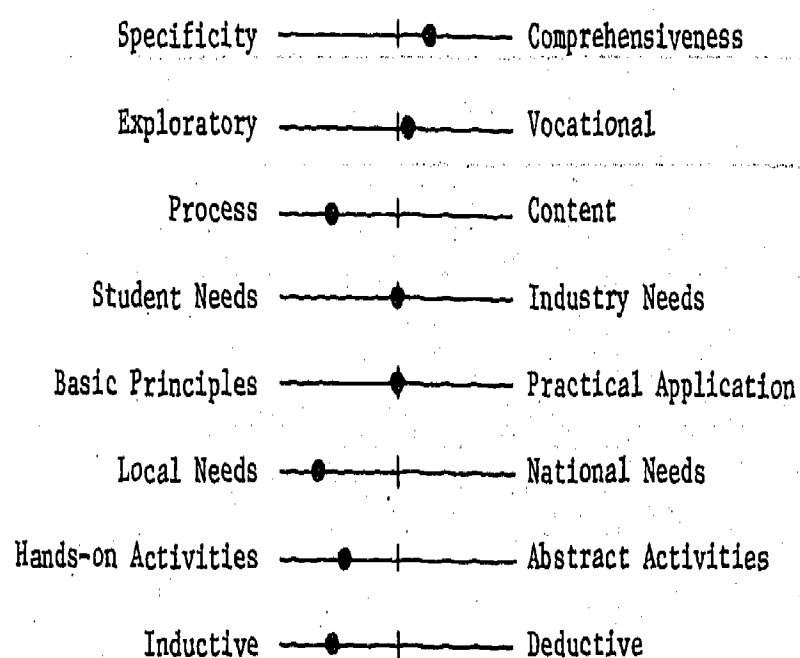 Specificity Comprehensiveness
Exploratory Vocational
Process Content
Student Needs Industry Needs
Basic Principles Practical Application
Local Needs National Needs
Hands-on Activities Abstract Activities
Inductive Deductive